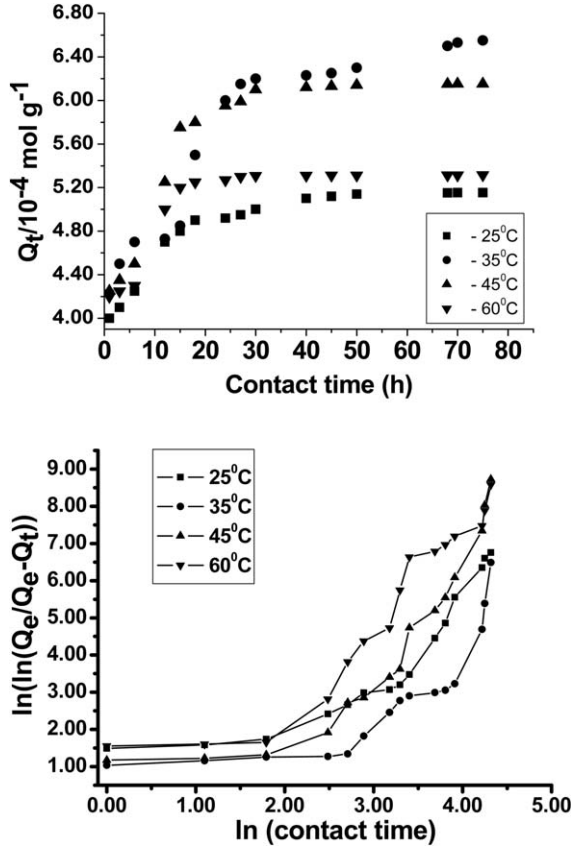 Qt/10-4 mol g-1
6.80
6.40
6.00
5.60
5.20
4.80
4.40
4.00
- 25⁰C
- 35⁰C
- 45⁰C
- 60⁰C
0 10 20 30 40 50 60 70 80
Contact time (h)
ln(ln(Qe/Qe-Qt))
9.00
8.00
7.00
6.00
5.00
4.00
3.00
2.00
1.00
25⁰C
35⁰C
45⁰C
60⁰C
0.00 1.00 2.00 3.00 4.00 5.00
ln (contact time)